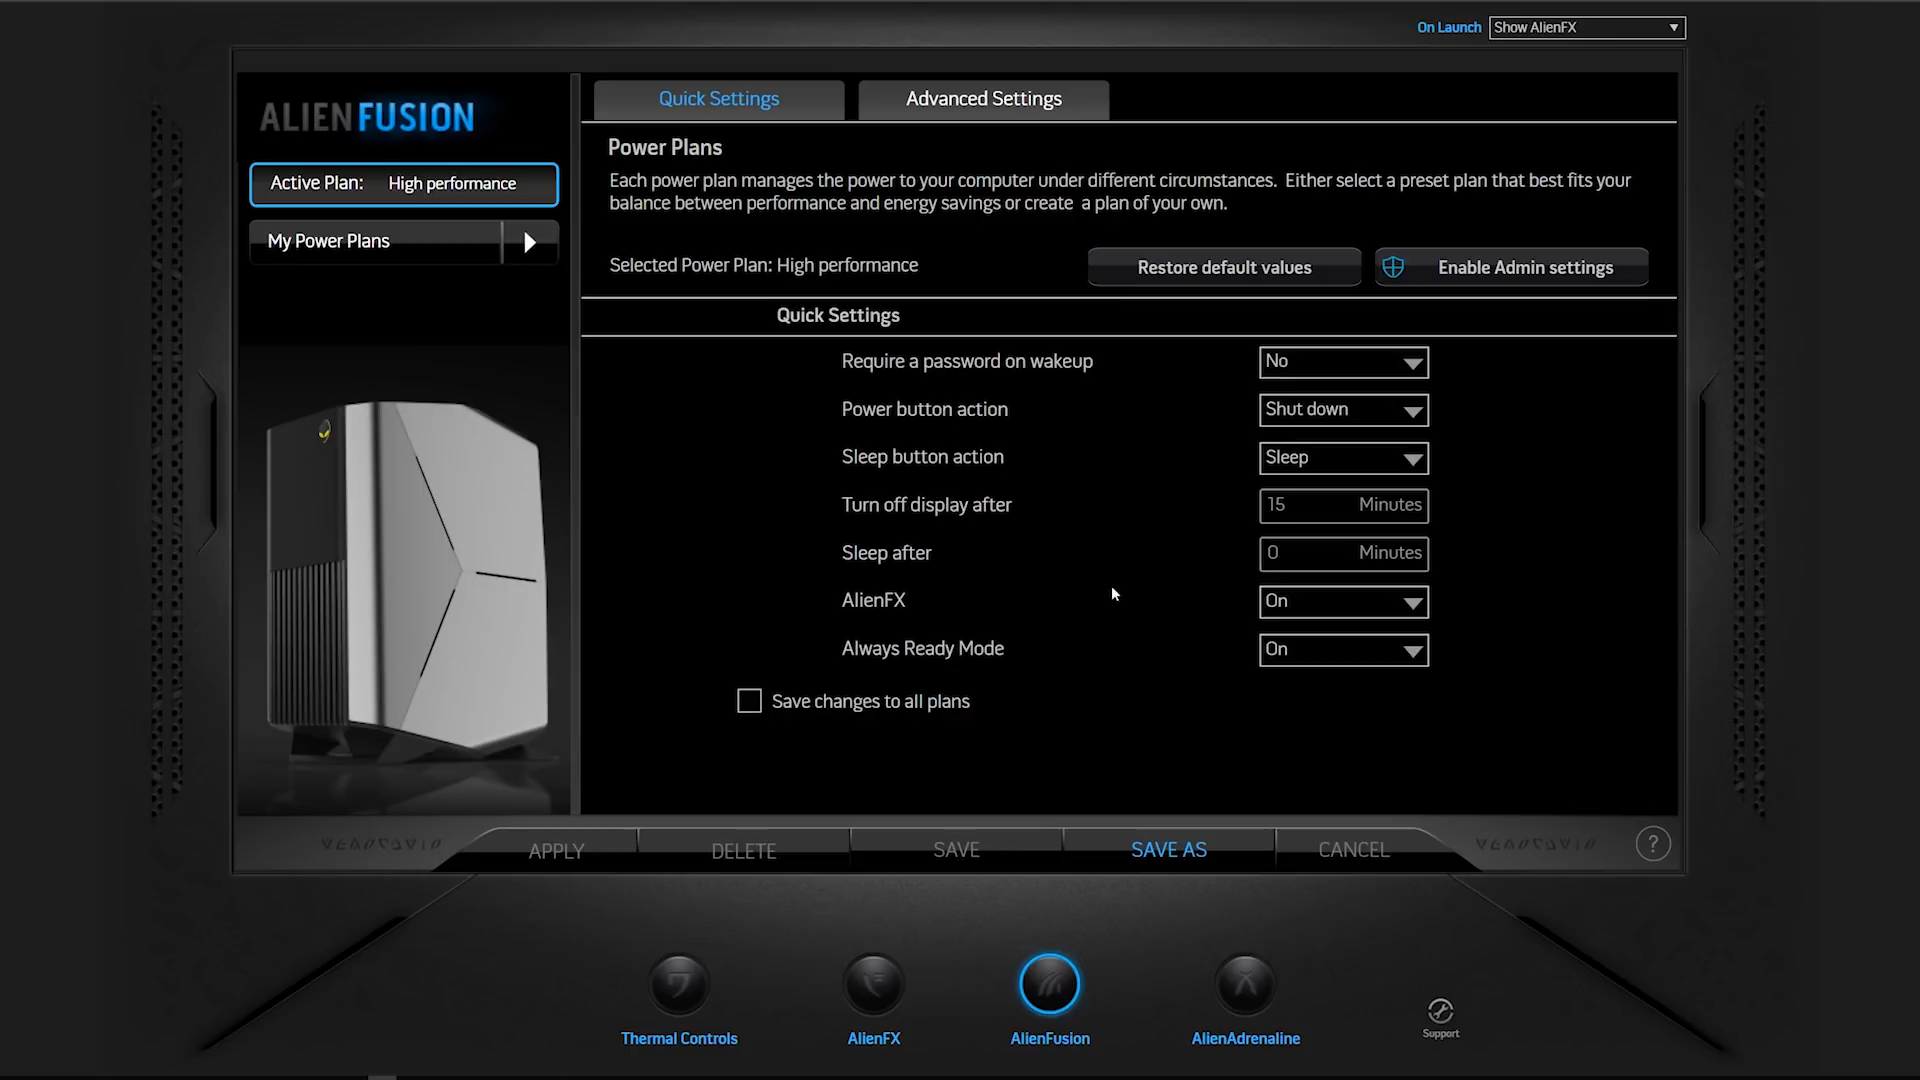 On Launch Show AlienFX
ALIENFUSION
Quick Settings Advanced Settings
Active Plan: High performance
My Power Plans
Power Plans
Each power plan manages the power to your computer under different circumstances. Either select a preset plan that best fits your
balance between performance and energy savings or create a plan of your own.
Selected Power Plan: High performance
Restore default values Enable Admin settings
Quick Settings
Require a password on wakeup No
Power button action Shut down
Sleep button action Sleep
Turn off display after 15 Minutes
Sleep after 0 Minutes
AlienFX On
Always Ready Mode On
Save changes to all plans
APPLY DELETE SAVE SAVE AS CANCEL ?
Thermal Controls AlienFX AlienFusion AlienAdrenaline Support